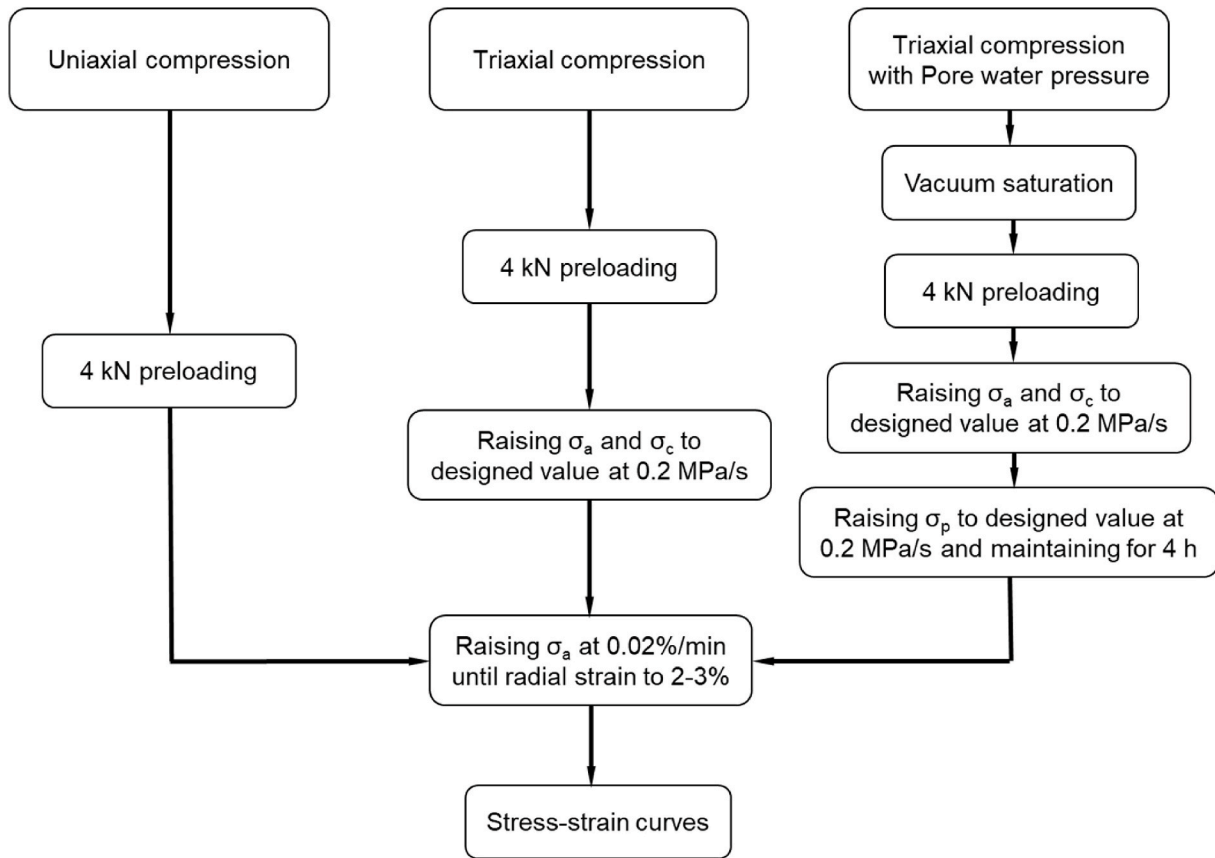 Uniaxial compression
4 kN preloading
Triaxial compression
4 kN preloading
Raising σₐ and σ_c to
designed value at 0.2 MPa/s
Triaxial compression
with Pore water pressure
Vacuum saturation
4 kN preloading
Raising σₐ and σ_c to
designed value at 0.2 MPa/s
Raising σₚ to designed value at
0.2 MPa/s and maintaining for 4 h
Raising σₐ at 0.02%/min
until radial strain to 2-3%
Stress-strain curves